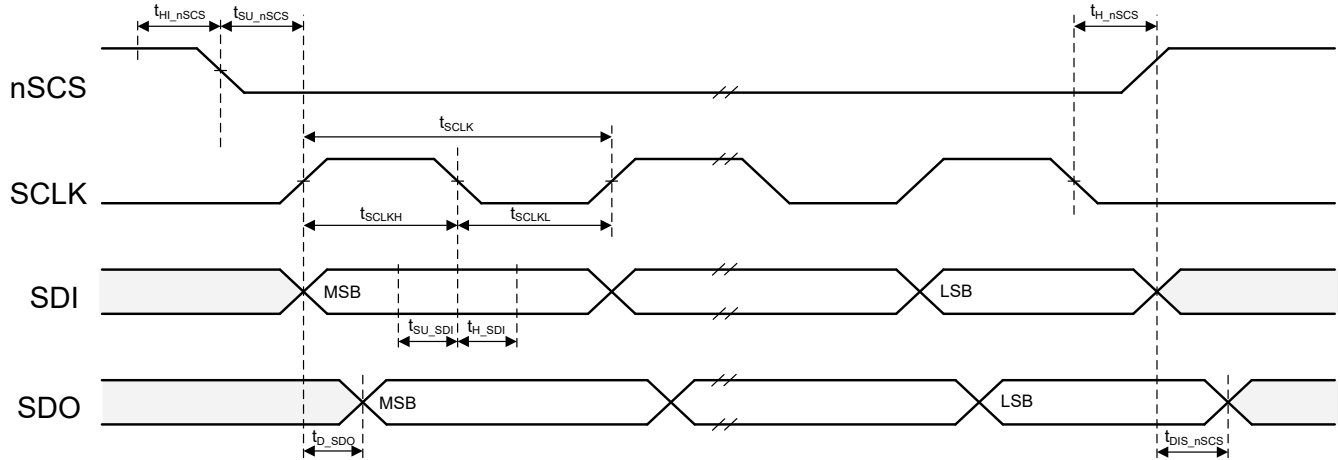 tHI_nSCS tSU_nSCS tH_nSCS
nSCS
tSCLK
SCLK
tSCLKH tSCLKL
SDI MSB LSB
tSU_SDI tH_SDI
SDO MSB LSB
tD_SDO tDIS_nSCS